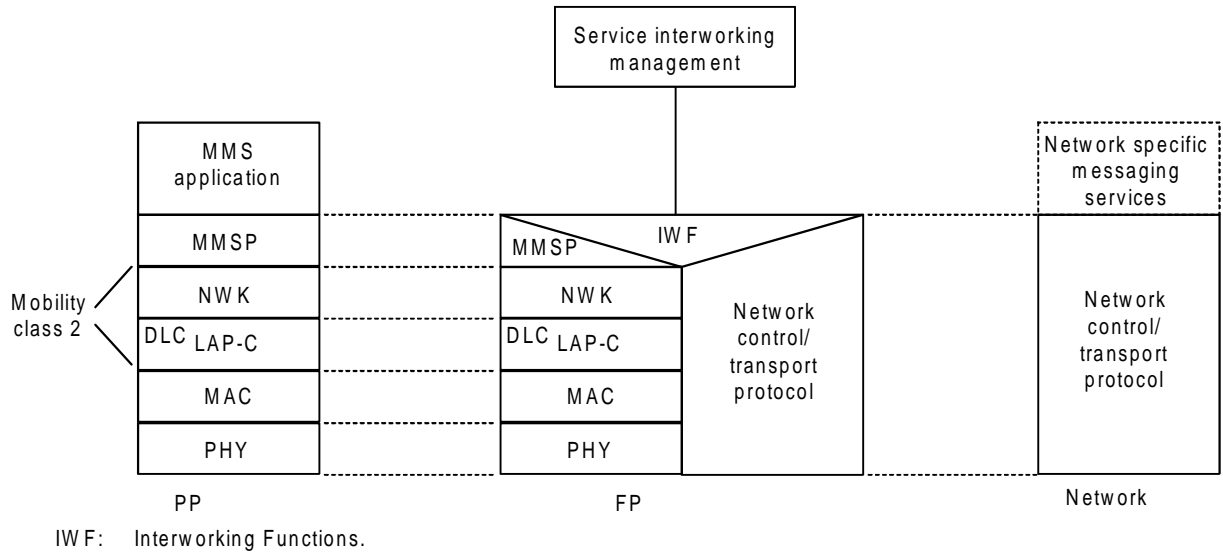 Service interworking
management
MMS
application
Network specific
messaging
services
MMSP
MMSP
IWF
Mobility
class 2
NWK
DLC LAP-C
MAC
PHY
NWK
DLC LAP-C
MAC
PHY
Network
control/
transport
protocol
Network
control/
transport
protocol
PP
FP
Network
IWF: Interworking Functions.